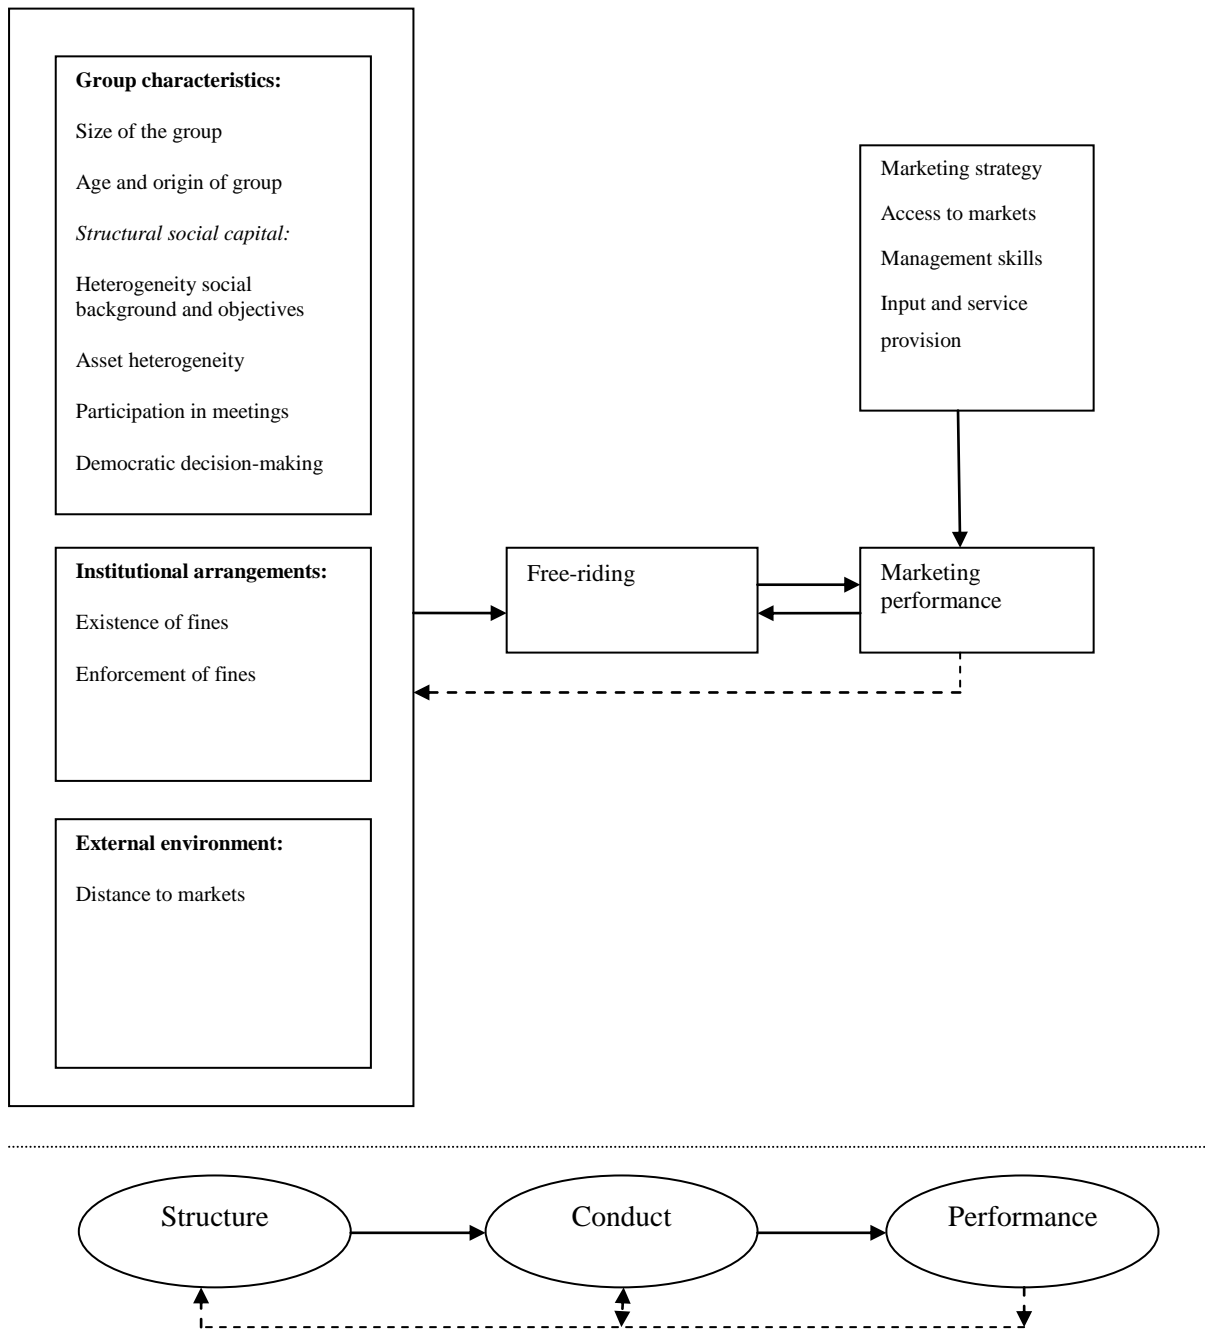 Group characteristics:
Size of the group
Age and origin of group
Structural social capital:
Heterogeneity social
background and objectives
Asset heterogeneity
Participation in meetings
Democratic decision-making
Institutional arrangements:
Existence of fines
Enforcement of fines
External environment:
Distance to markets
Free-riding
Marketing strategy
Access to markets
Management skills
Input and service
provision
Marketing
performance
Structure
Conduct
Performance